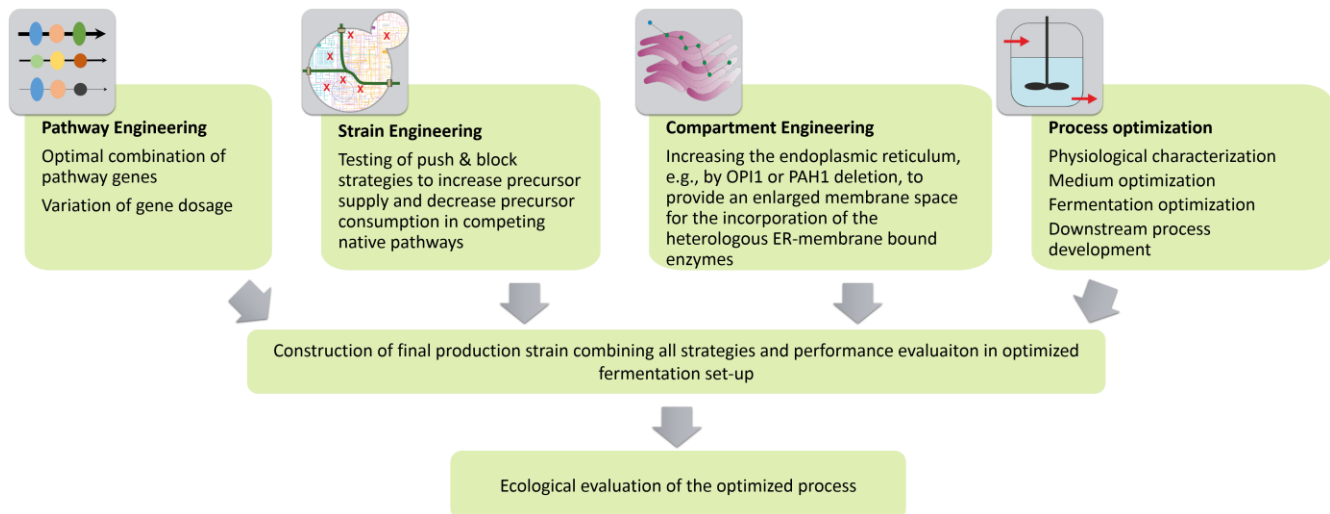 Pathway Engineering
Optimal combination of
pathway genes
Variation of gene dosage
Strain Engineering
Testing of push & block
strategies to increase precursor
supply and decrease precursor
consumption in competing
native pathways
Compartment Engineering
Increasing the endoplasmic reticulum,
e.g., by OPI1 or PAH1 deletion, to
provide an enlarged membrane space
for the incorporation of the
heterologous ER-membrane bound
enzymes
Process optimization
Physiological characterization
Medium optimization
Fermentation optimization
Downstream process
development
Construction of final production strain combining all strategies and performance evaluaiton in optimized
fermentation set-up
Ecological evaluation of the optimized process